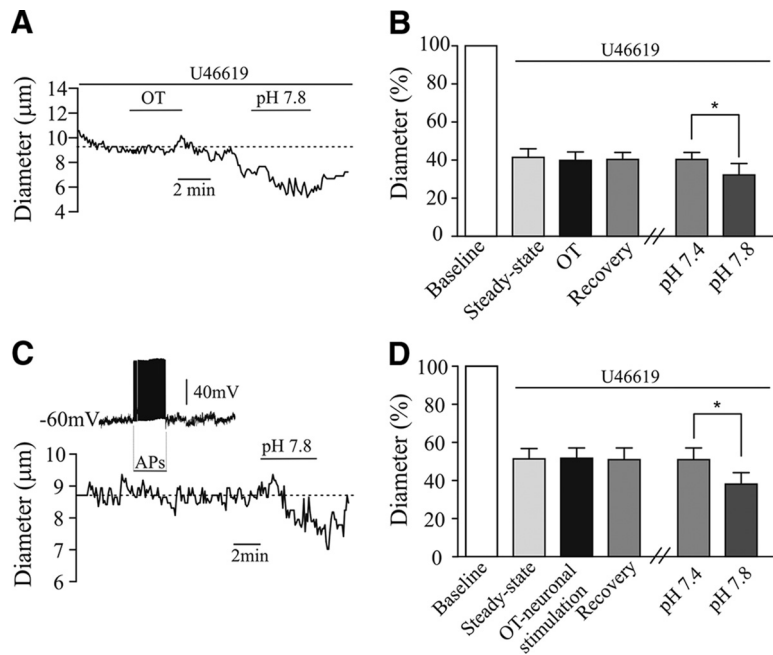 A
U46619
OT
pH 7.8
14
12
10
8
6
4
Diameter (μm)
2 min
B
U46619
100
80
60
40
20
0
Diameter (%)
*
Baseline
Steady-state
OT
Recovery
pH 7.4
pH 7.8
C
40mV
-60mV
APs
pH 7.8
10
9
8
7
6
Diameter (μm)
2min
D
U46619
100
80
60
40
20
0
Diameter (%)
*
Baseline
Steady-state
OT-neuronal
stimulation
Recovery
pH 7.4
pH 7.8